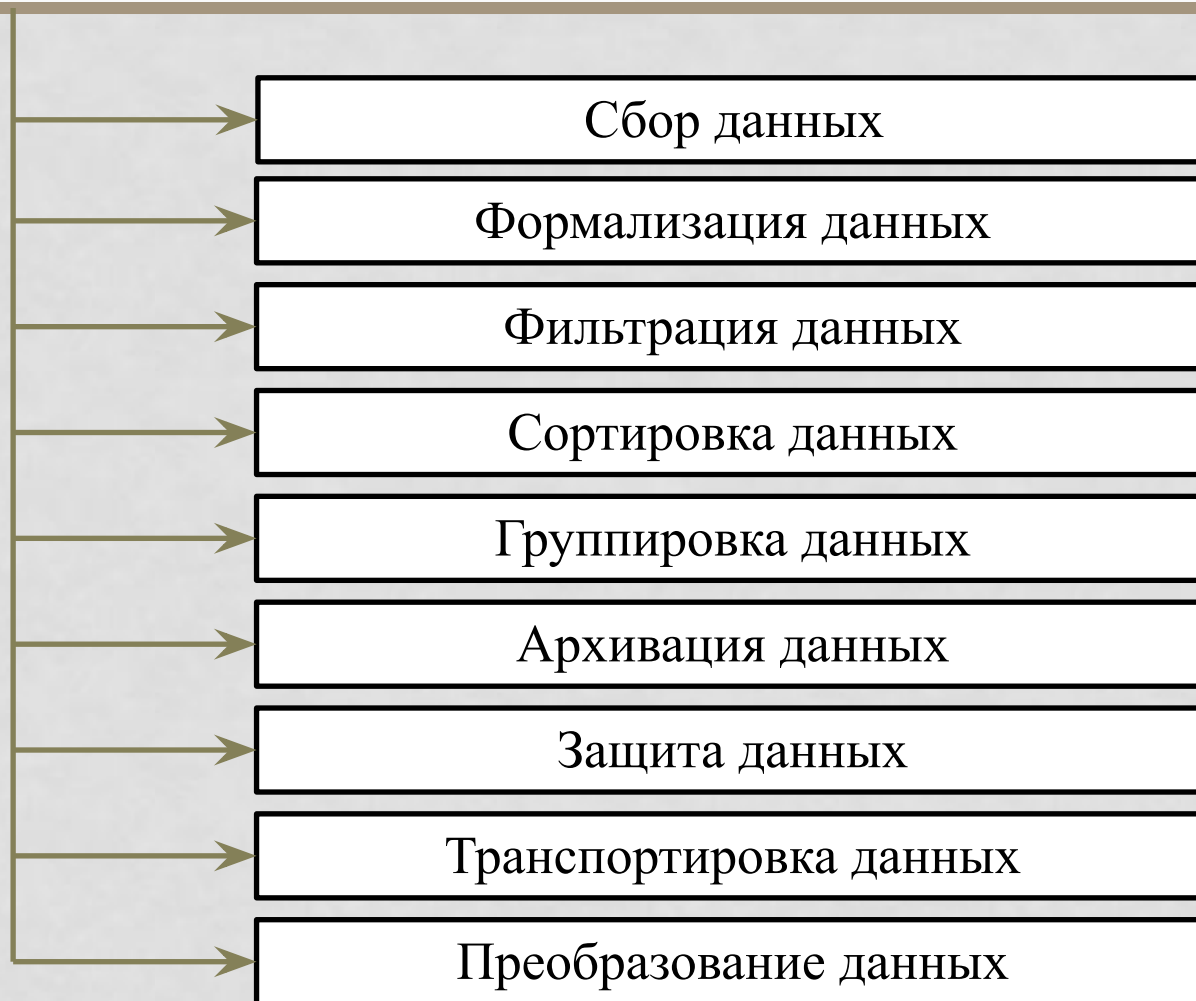 Сбор данных
Формализация данных
Фильтрация данных
Сортировка данных
Группировка данных
Архивация данных
Защита данных
Транспортировка данных
Преобразование данных